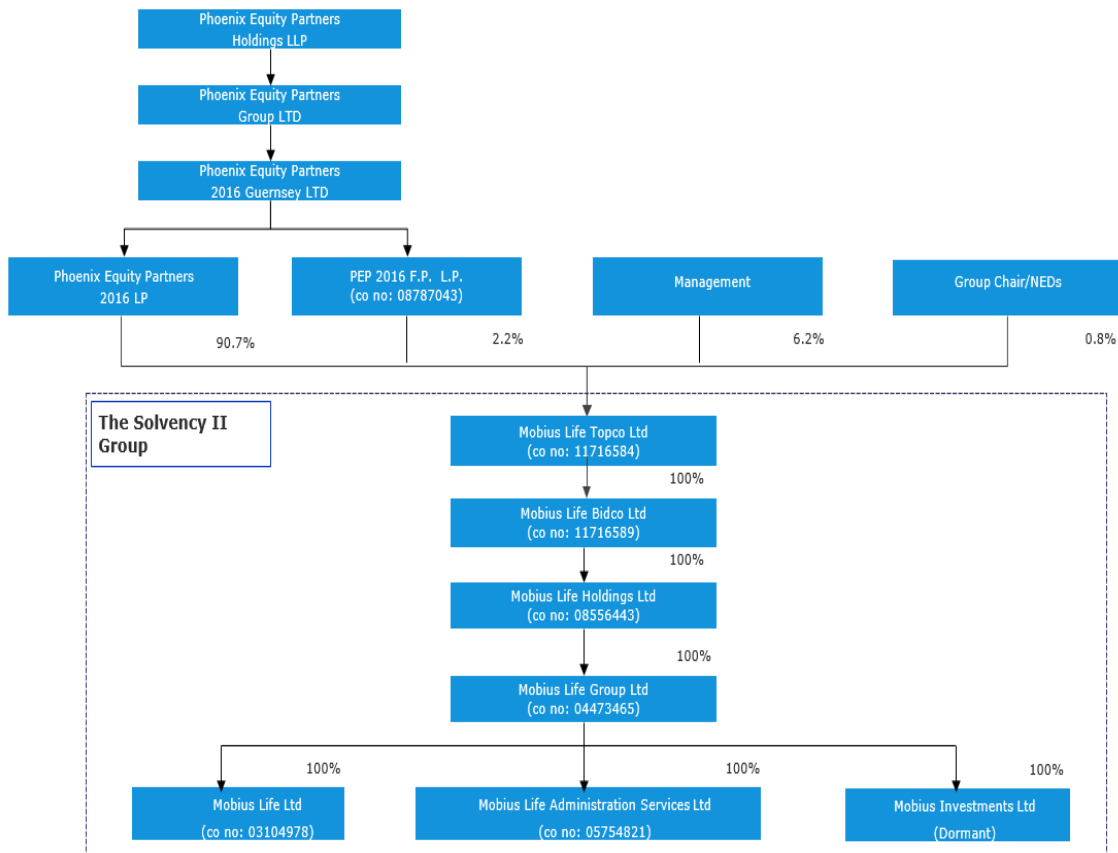 Phoenix Equity Partners
Holdings LLP
Phoenix Equity Partners
Group LTD
Phoenix Equity Partners
2016 Guernsey LTD
Phoenix Equity Partners
2016 LP
PEP 2016 F.P. L.P.
(co no: 08787043)
Management
Group Chair/NEDs
90.7%
2.2%
6.2%
0.8%
The Solvency II
Group
Mobius Life Topco Ltd
(co no: 11716584)
100%
Mobius Life Bidco Ltd
(co no: 11716589)
100%
Mobius Life Holdings Ltd
(co no: 08556443)
100%
Mobius Life Group Ltd
(co no: 04473465)
100%
100%
100%
Mobius Life Ltd
(co no: 03104978)
Mobius Life Administration Services Ltd
(co no: 05754821)
Mobius Investments Ltd
(Dormant)